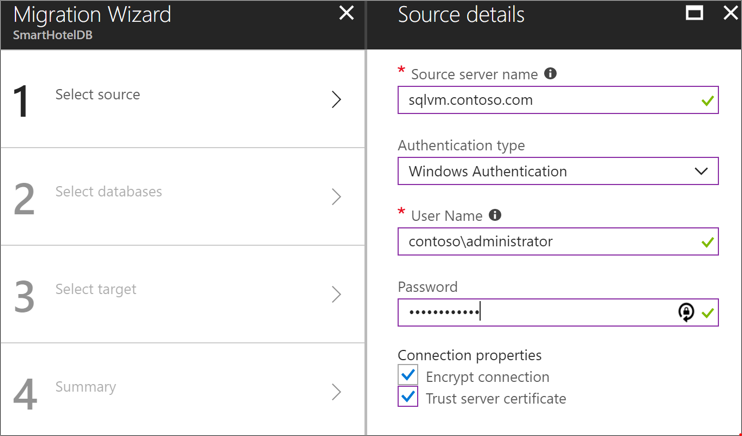 Migration Wizard
SmartHotelDB
1 Select source
2 Select databases
3 Select target
4 Summary
Source details
* Source server name
sqlvm.contoso.com
Authentication type
Windows Authentication
* User Name
contoso\administrator
Password
••••••••••••
Connection properties
Encrypt connection
Trust server certificate